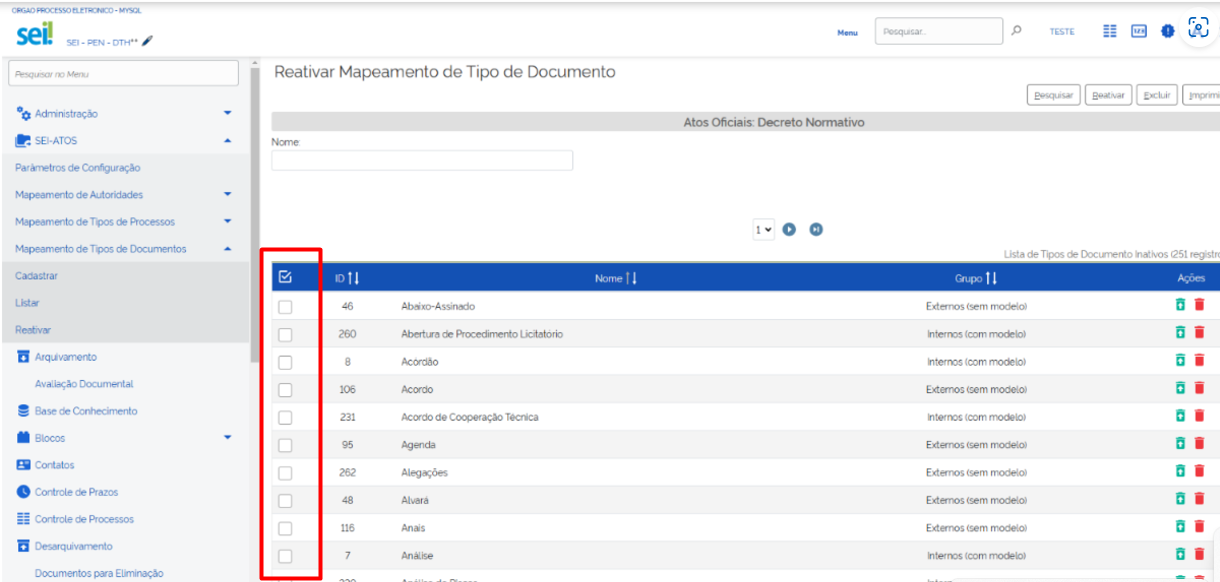 ORGAO PROCESSO ELETRONICO - MYSQL
sei!
SEI - PEN - DTH**
Menu
Pesquisar..
TESTE
123
Pesquisar no Menu
Administração
SEI-ATOS
Parâmetros de Configuração
Mapeamento de Autoridades
Mapeamento de Tipos de Processos
Mapeamento de Tipos de Documentos
Cadastrar
Listar
Reativar
Arquivamento
Avaliação Documental
Base de Conhecimento
Blocos
Contatos
Controle de Prazos
Controle de Processos
Desarquivamento
Documentos para Eliminação
Reativar Mapeamento de Tipo de Documento
Pesquisar Reativar Excluir Imprimi
Atos Oficiais: Decreto Normativo
Nome:
1
Lista de Tipos de Documento Inativos (251 registro
ID Nome Grupo Ações
46 Abaixo-Assinado Externos (sem modelo)
260 Abertura de Procedimento Licitatório Internos (com modelo)
8 Acórdão Internos (com modelo)
106 Acordo Externos (sem modelo)
231 Acordo de Cooperação Técnica Internos (com modelo)
95 Agenda Externos (sem modelo)
262 Alegações Externos (sem modelo)
48 Alvará Externos (sem modelo)
116 Anais Externos (sem modelo)
7 Análise Internos (com modelo)